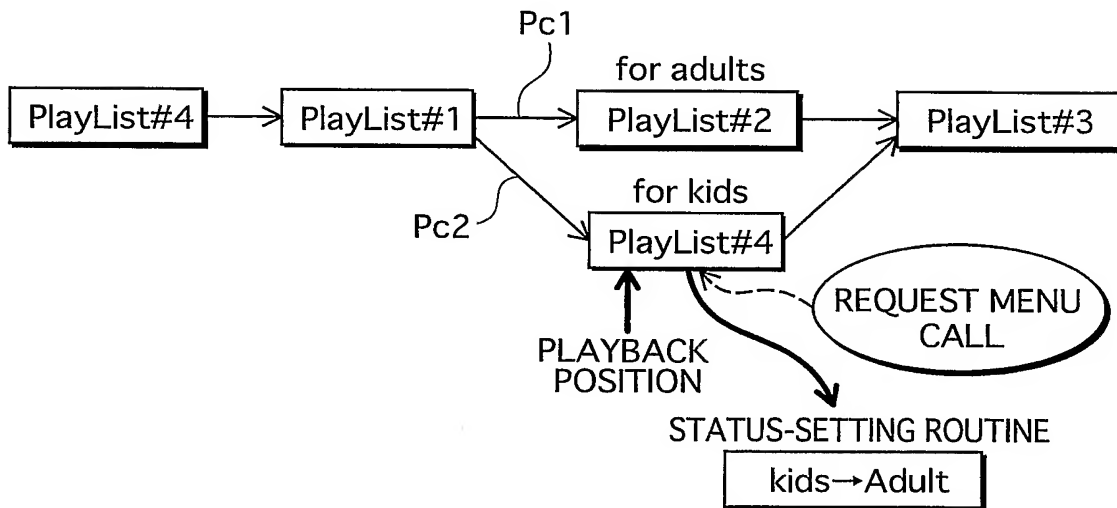 Pc1
for adults
PlayList#4
PlayList#1
PlayList#2
PlayList#3
for kids
Pc2
PlayList#4
REQUEST MENU
CALL
PLAYBACK
POSITION
STATUS-SETTING ROUTINE
kids→Adult